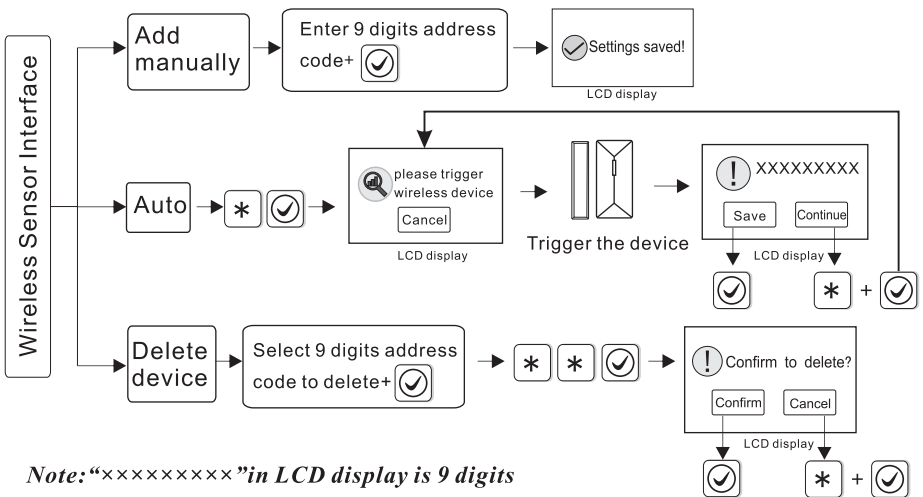 Wireless Sensor Interface
Add
manually
Enter 9 digits address
code+
Settings saved!
LCD display
Auto
*
please trigger
wireless device
Cancel
LCD display
Trigger the device
! XXXXXXXXX
Save Continue
LCD display
* +
Delete
device
Select 9 digits address
code to delete+
* *
! Confirm to delete?
Confirm Cancel
LCD display
* +
Note:“×××××××××”in LCD display is 9 digits